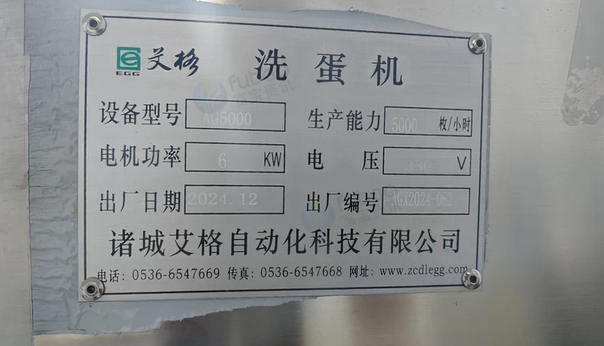 EGG 艾格 洗蛋机
设备型号 AG5000 生产能力 5000 枚/小时
电机功率 6 KW 电压 380 V
出厂日期 2024.12 出厂编号 AGX2024-062
诸城艾格自动化科技有限公司
电话: 0536-6547669 传真: 0536-6547668 网址: www.zcdlegg.com